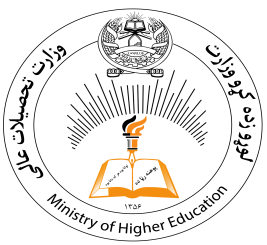 لوړو زده کړو وزارت
وزارت تحصیلات عالی
۱۳۵۶
Ministry of Higher Education